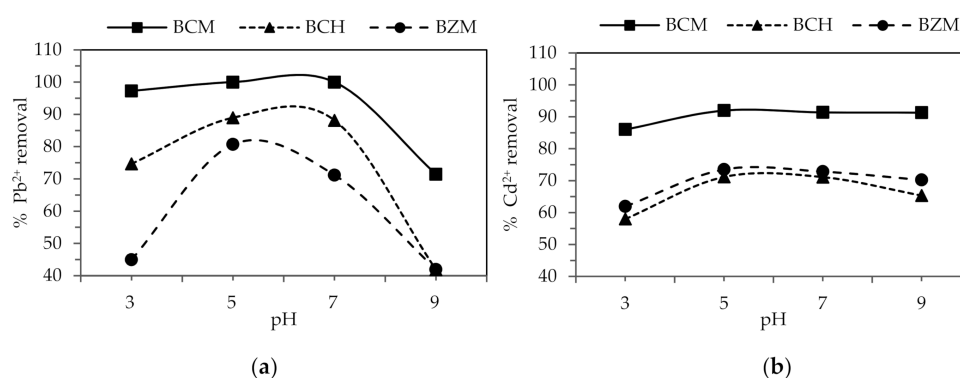 BCM BCH BZM
110
100
90
80
70
60
50
40
% Pb²⁺ removal
3 5 7 9
pH
(a)
BCM BCH BZM
110
100
90
80
70
60
50
40
% Cd²⁺ removal
3 5 7 9
pH
(b)